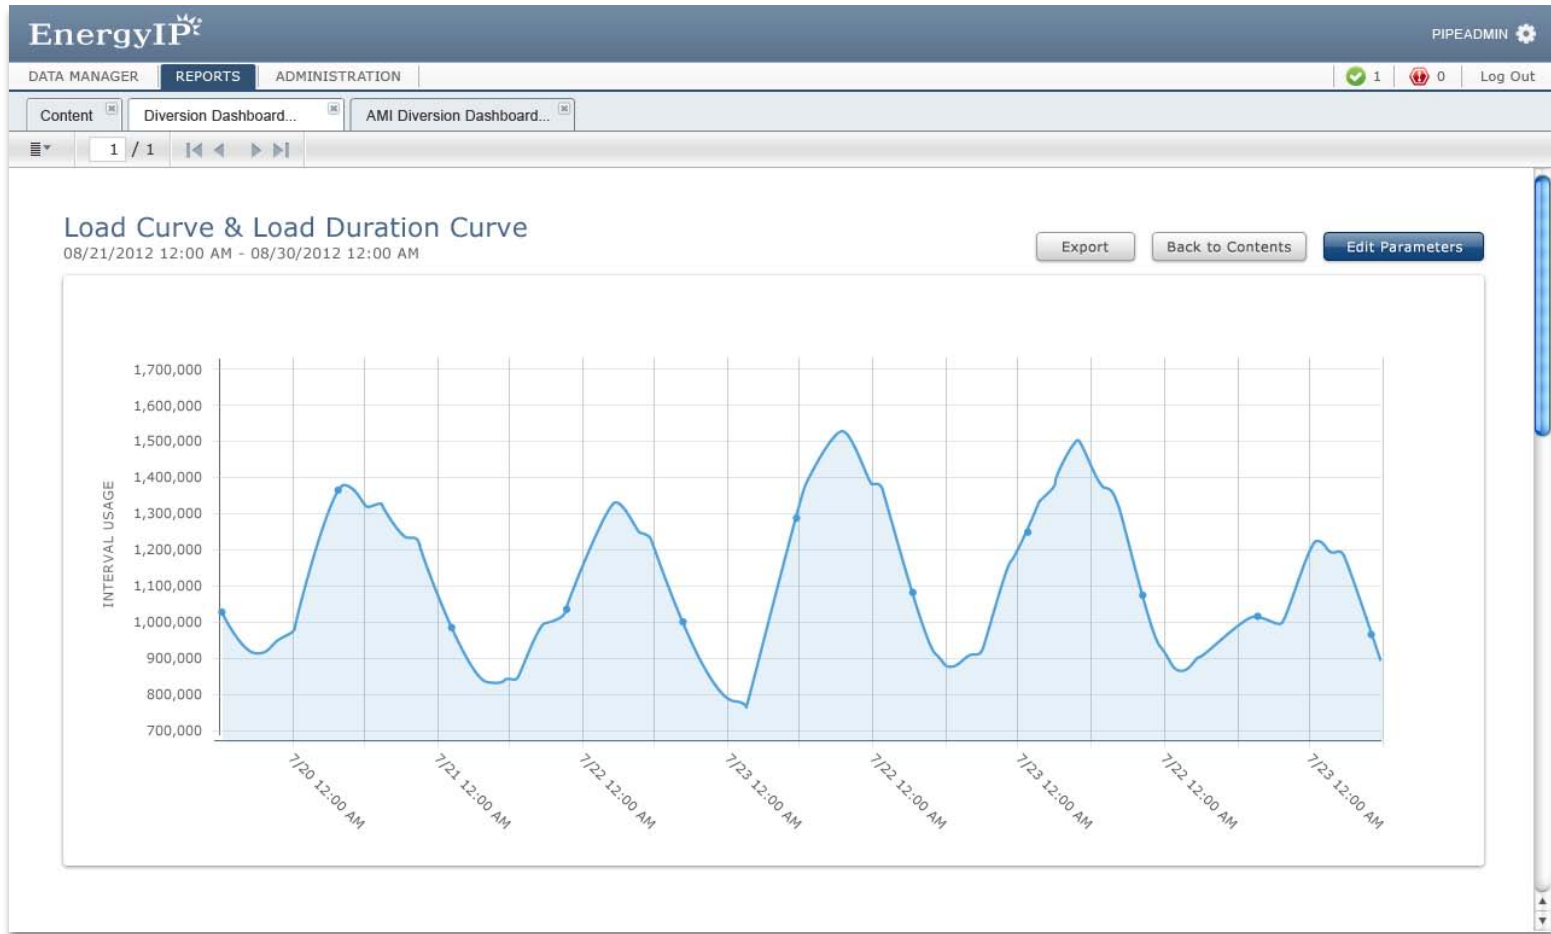 EnergyIP
PIPEADMIN
DATA MANAGER REPORTS ADMINISTRATION 1 0 Log Out
Content Diversion Dashboard... AMI Diversion Dashboard...
1 / 1
Load Curve & Load Duration Curve
08/21/2012 12:00 AM - 08/30/2012 12:00 AM
Export Back to Contents Edit Parameters
1,700,000
1,600,000
1,500,000
1,400,000
1,300,000
1,200,000
1,100,000
1,000,000
900,000
800,000
700,000
INTERVAL USAGE
7/20 12:00 AM
7/21 12:00 AM
7/22 12:00 AM
7/23 12:00 AM
7/22 12:00 AM
7/23 12:00 AM
7/22 12:00 AM
7/23 12:00 AM